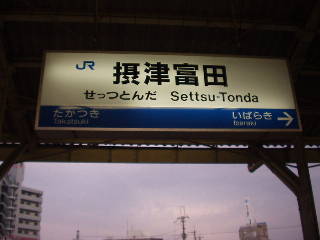 JR 摂津富田
せっつとんだ Settsu-Tonda
たかつき いばらき
Takatsuki Ibaraki